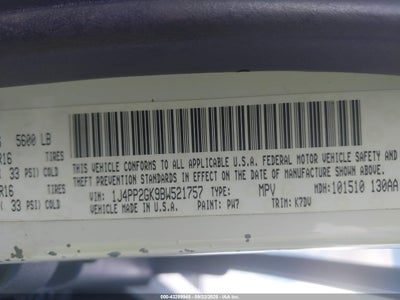 5600 LB
R16 TIRES
( 33 PSI) COLD
THIS VEHICLE CONFORMS TO ALL APPLICABLE U.S.A. FEDERAL MOTOR VEHICLE SAFETY AND
THEFT PREVENTION STANDARDS IN EFFECT ON THE DATE OF MANUFACTURE SHOWN ABOVE.
R16 TIRES
VIN: 1J4PP2GK9BW521757 TYPE: MPV MDH: 101510 130AA
( 33 PSI) COLD
VEHICLE MADE IN U.S.A. PAINT: PW7 TRIM: K7DV
000-43289965 - 09/12/2025 -
IAA Inc.